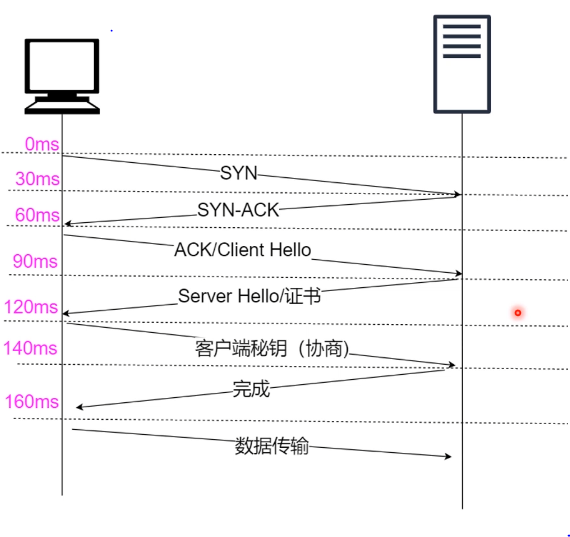 0ms
SYN
30ms
SYN-ACK
60ms
ACK/Client Hello
90ms
Server Hello/证书
120ms
客户端秘钥（协商)
140ms
完成
160ms
数据传输